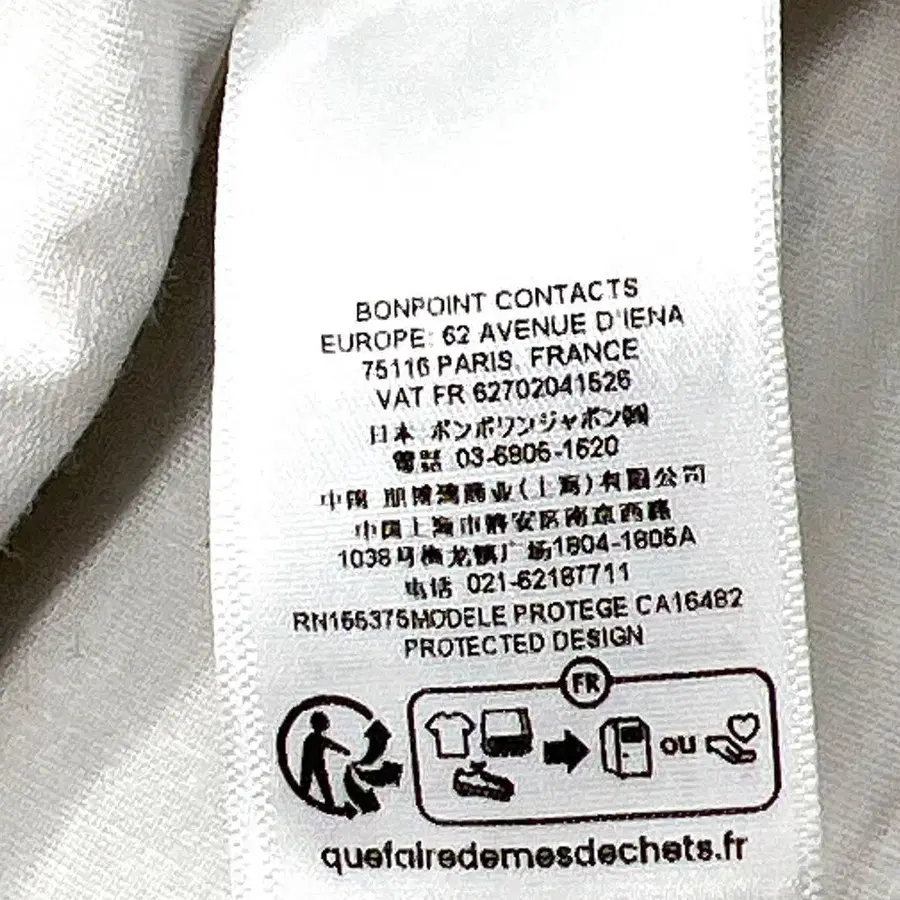 BONPOINT CONTACTS
EUROPE: 62 AVENUE D'IENA
75116 PARIS, FRANCE
VAT FR 62702041526
日本 ボンポワンジャポン㈱
電話 03-6806-1620
中国 朋博湾商业(上海)有限公司
中国上海市静安区南京西路
1038号梅龙镇广场1804-1805A
电话 021-62187711
RN155375MODELE PROTEGE CA16482
PROTECTED DESIGN
FR
ou
quefairedemesdechets.fr